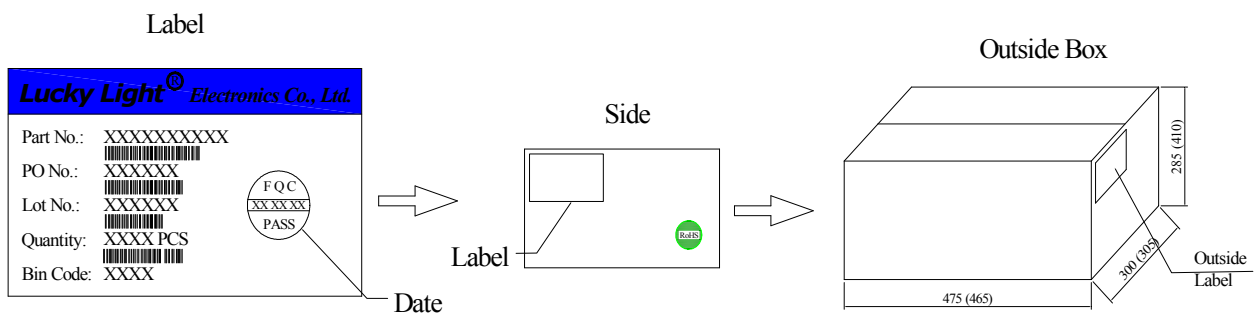 Label
Lucky Light® Electronics Co., Ltd.
Part No.: XXXXXXXXXX
PO No.: XXXXXX
Lot No.: XXXXXX
Quantity: XXXX PCS
Bin Code: XXXX
FQC
XX XX XX
PASS
Date
Side
Label
RoHS
Outside Box
285 (410)
300 (305)
475 (465)
Outside
Label